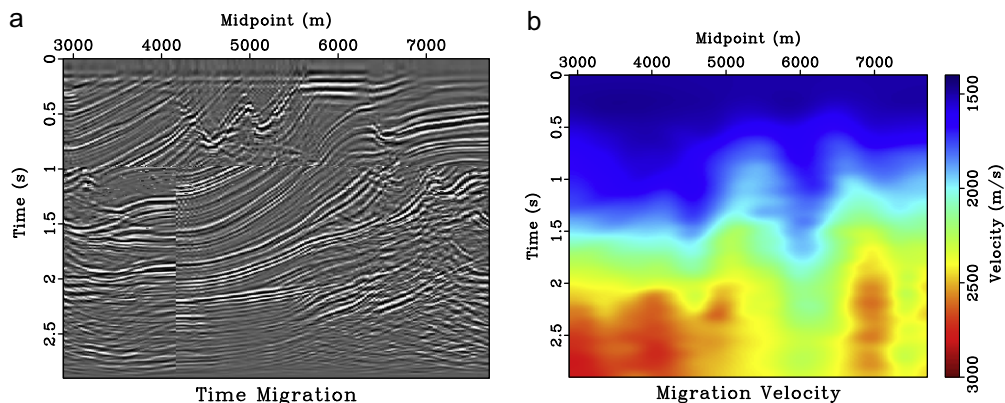 a
Midpoint (m)
3000 4000 5000 6000 7000
0 0.5 1 1.5 2 2.5
Time (s)
Time Migration
b
Midpoint (m)
3000 4000 5000 6000 7000
0 0.5 1 1.5 2 2.5
Time (s)
Migration Velocity
1500 2000 2500 3000
Velocity (m/s)